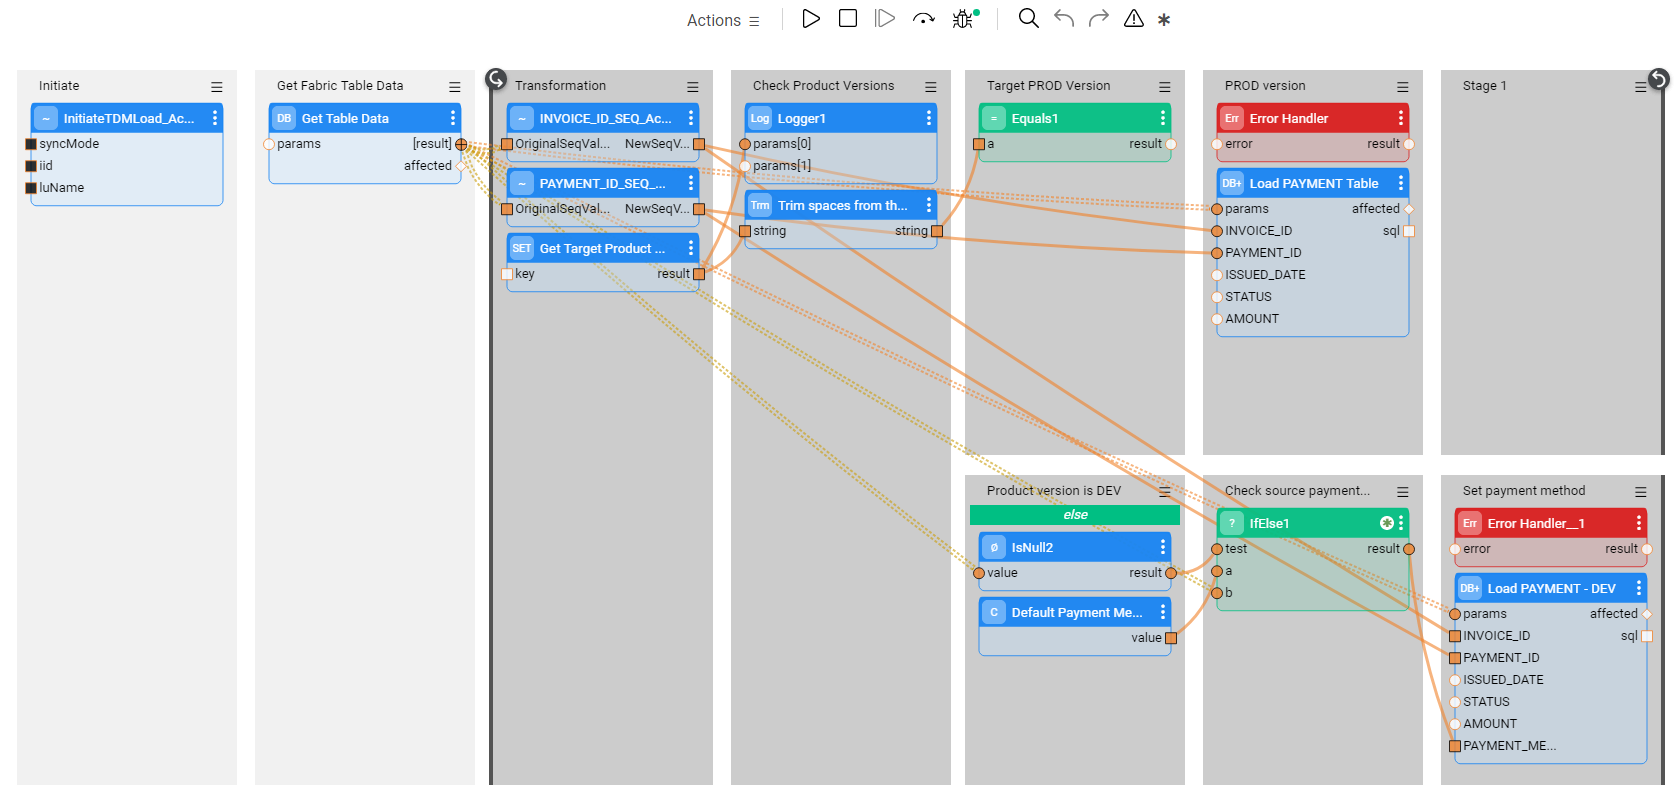 Actions
Initiate
~ InitiateTDMLoad_Ac...
syncMode
iid
luName
Get Fabric Table Data
DB Get Table Data
params [result]
affected
Transformation
~ INVOICE_ID_SEQ_Ac...
OriginalSeqVal... NewSeqV...
~ PAYMENT_ID_SEQ_...
OriginalSeqVal... NewSeqV...
SET Get Target Product ...
key result
Check Product Versions
Log Logger1
params[0]
params[1]
Trm Trim spaces from th...
string string
Target PROD Version
= Equals1
a result
PROD version
Err Error Handler
error result
DB+ Load PAYMENT Table
params affected
INVOICE_ID sql
PAYMENT_ID
ISSUED_DATE
STATUS
AMOUNT
Stage 1
Product version is DEV
else
Ø IsNull2
value result
C Default Payment Me...
value
Check source payment...
? IfElse1
test result
a
b
Set payment method
Err Error Handler__1
error result
DB+ Load PAYMENT - DEV
params affected
INVOICE_ID sql
PAYMENT_ID
ISSUED_DATE
STATUS
AMOUNT
PAYMENT_ME...